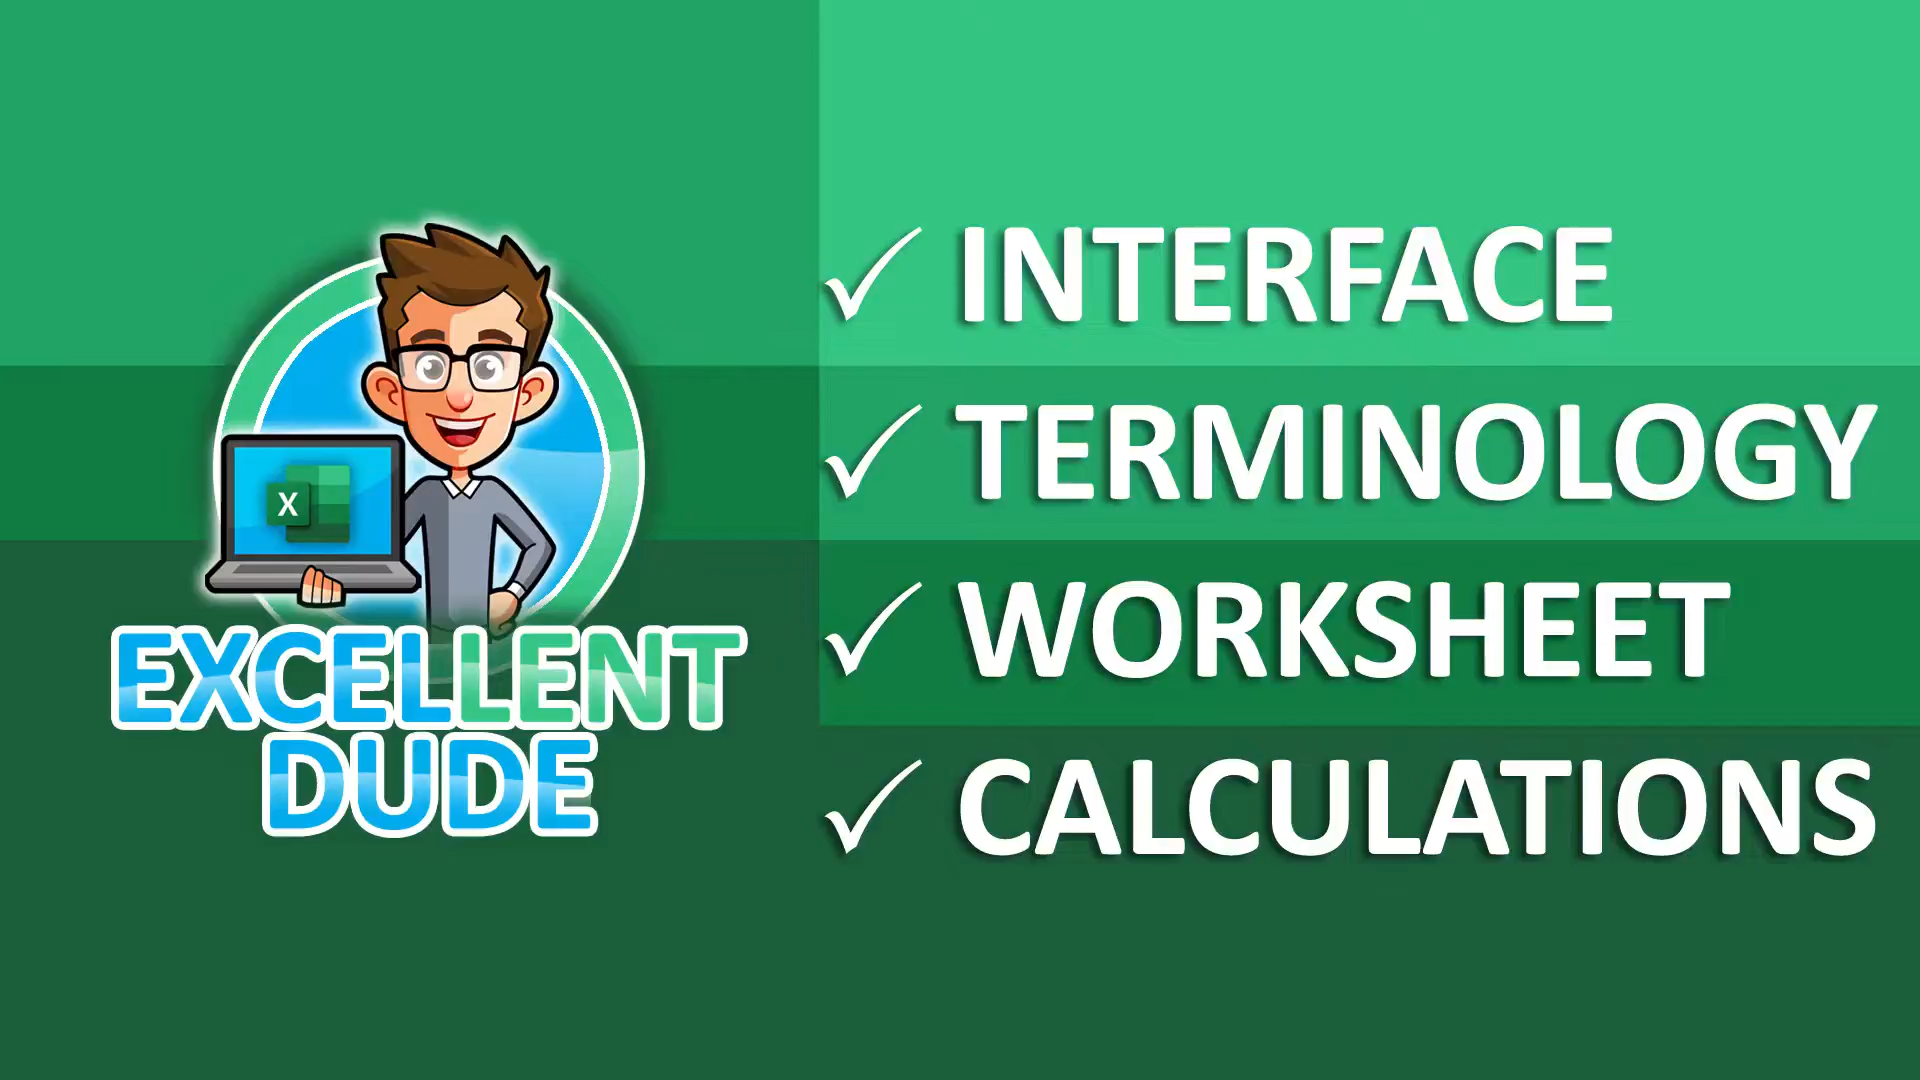 X
EXCELLENT
DUDE
✓ INTERFACE
✓ TERMINOLOGY
✓ WORKSHEET
✓ CALCULATIONS